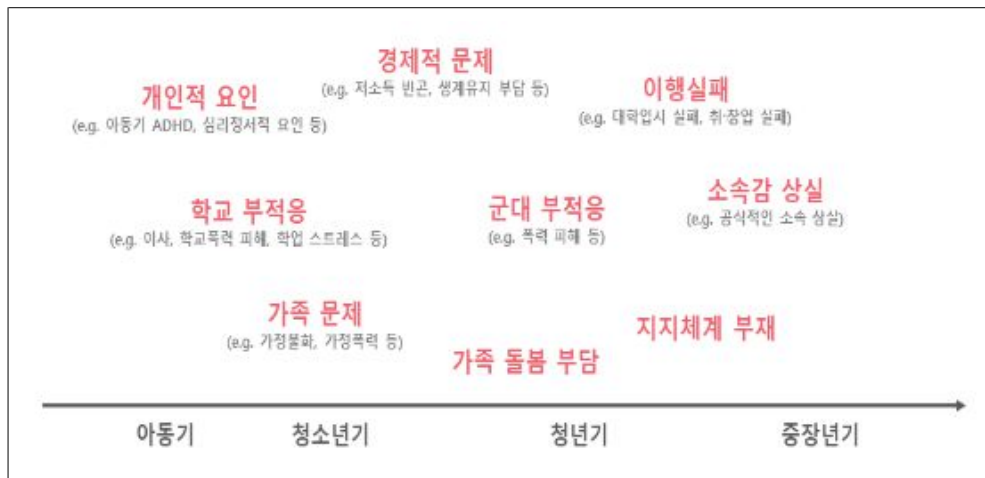 경제적 문제
(e.g. 저소득 빈곤, 생계유지 부담 등)
개인적 요인
(e.g. 아동기 ADHD, 심리정서적 요인 등)
이행실패
(e.g. 대학입시 실패, 취·창업 실패)
학교 부적응
(e.g. 이사, 학교폭력 피해, 학업 스트레스 등)
군대 부적응
(e.g. 폭력 피해 등)
소속감 상실
(e.g. 공식적인 소속 상실)
가족 문제
(e.g. 가정불화, 가정폭력 등)
가족 돌봄 부담
지지체계 부재
아동기 청소년기 청년기 중장년기